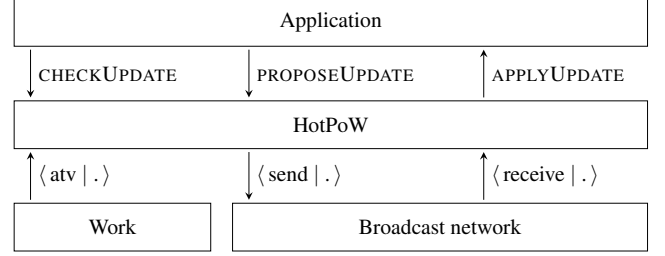 Application
CHECKUPDATE PROPOSEUPDATE APPLYUPDATE
HotPoW
⟨ atv | . ⟩ ⟨ send | . ⟩ ⟨ receive | . ⟩
Work Broadcast network